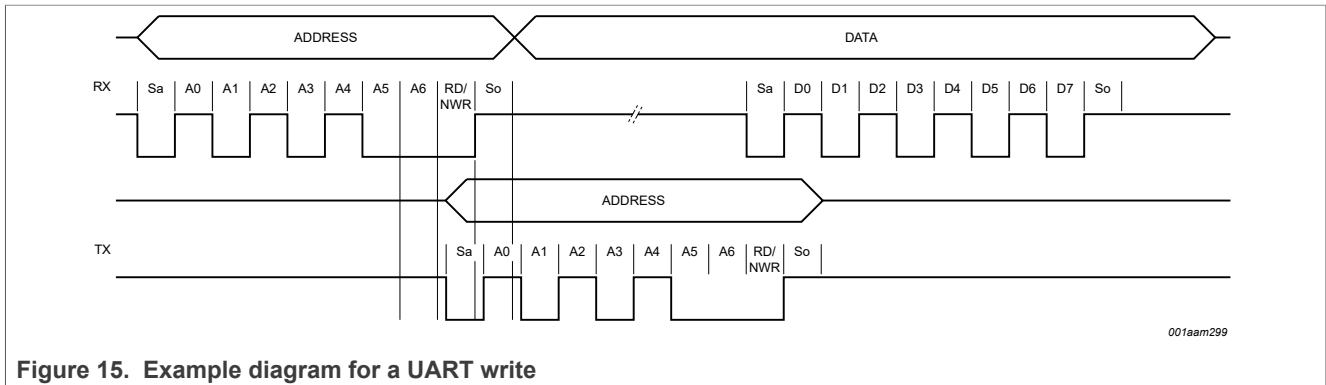 ADDRESS DATA
RX Sa A0 A1 A2 A3 A4 A5 A6 RD/ So Sa D0 D1 D2 D3 D4 D5 D6 D7 So
NWR
ADDRESS
TX Sa A0 A1 A2 A3 A4 A5 A6 RD/ So
NWR
001aam299
Figure 15. Example diagram for a UART write